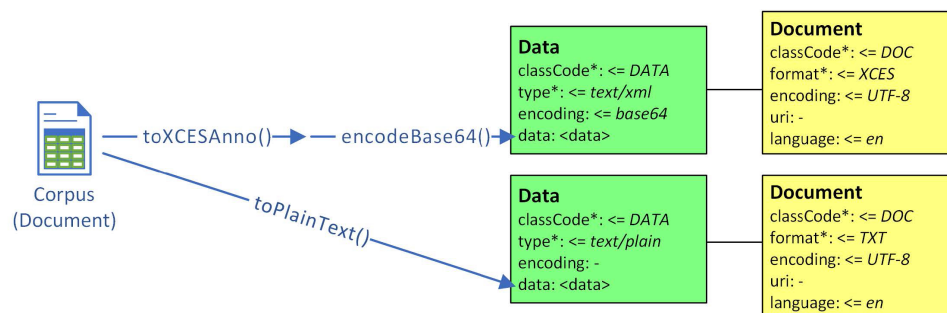 Corpus
(Document)
toXCESAnno()
encodeBase64()
toPlainText()
Data
classCode*: <= DATA
type*: <= text/xml
encoding: <= base64
data: <data>
Document
classCode*: <= DOC
format*: <= XCES
encoding: <= UTF-8
uri: -
language: <= en
Data
classCode*: <= DATA
type*: <= text/plain
encoding: -
data: <data>
Document
classCode*: <= DOC
format*: <= TXT
encoding: <= UTF-8
uri: -
language: <= en